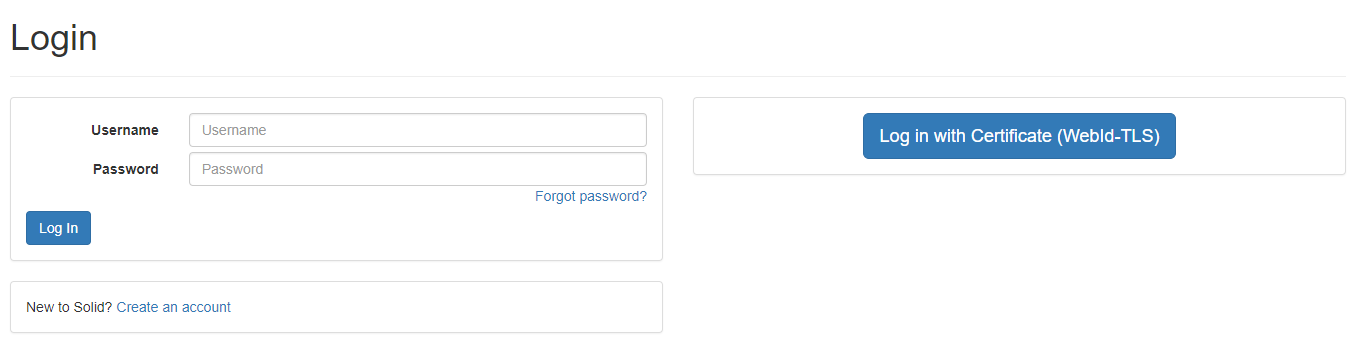 Login
Username
Username
Password
Password
Forgot password?
Log In
New to Solid? Create an account
Log in with Certificate (WebId-TLS)